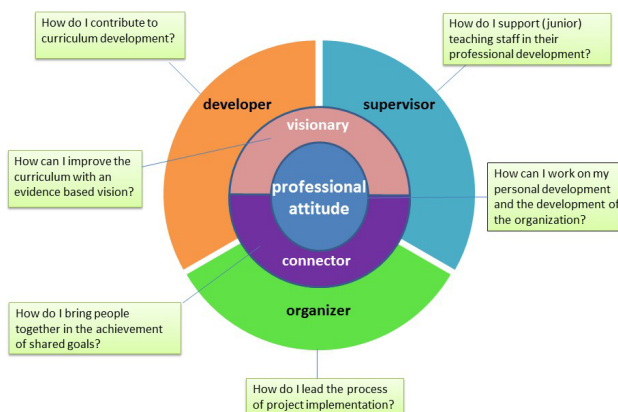 How do I contribute to
curriculum development?
How do I support (junior)
teaching staff in their
professional development?
developer
supervisor
visionary
How can I improve the
curriculum with an
evidence based vision?
professional
attitude
How can I work on my
personal development
and the development of
the organization?
connector
organizer
How do I bring people
together in the achievement
of shared goals?
How do I lead the process
of project implementation?